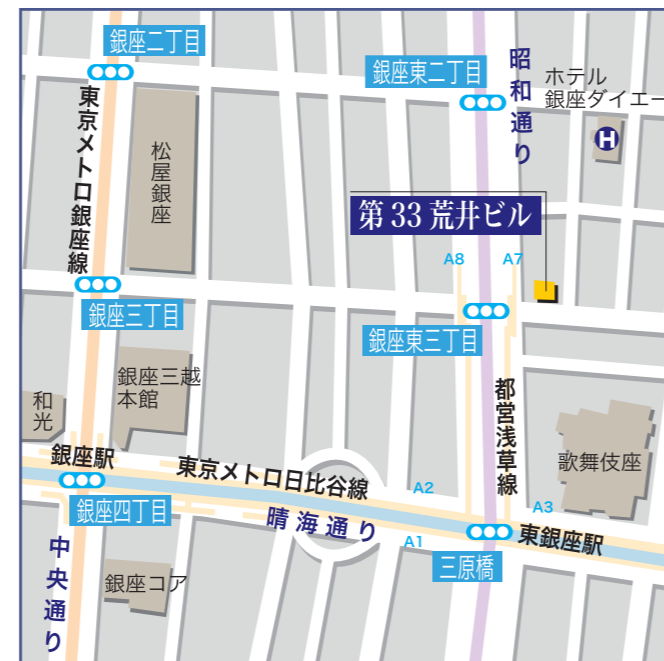 銀座二丁目
東京メトロ銀座線
松屋銀座
銀座東二丁目
昭和通り
ホテル
銀座ダイエー
H
第33荒井ビル
A8
A7
銀座三丁目
銀座東三丁目
銀座三越
本館
和光
都営浅草線
歌舞伎座
銀座駅
東京メトロ日比谷線
A2
A3
銀座四丁目
晴海通り
A1
東銀座駅
三原橋
中央通り
銀座コア